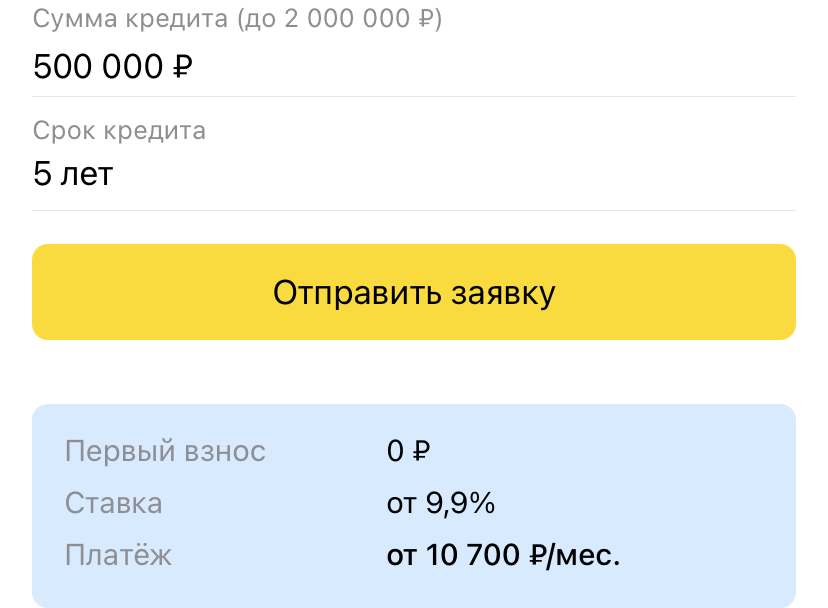 Сумма кредита (до 2 000 000 ₽)
500 000 ₽
Срок кредита
5 лет
Отправить заявку
Первый взнос 0 ₽
Ставка от 9,9%
Платёж от 10 700 ₽/мес.